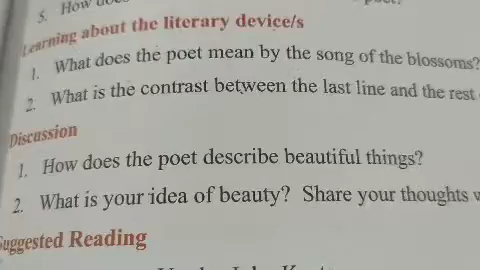 5. How
Learning about the literary device/s
1. What does the poet mean by the song of the blossoms?
2. What is the contrast between the last line and the rest
Discussion
1. How does the poet describe beautiful things?
2. What is your idea of beauty? Share your thoughts
Suggested Reading